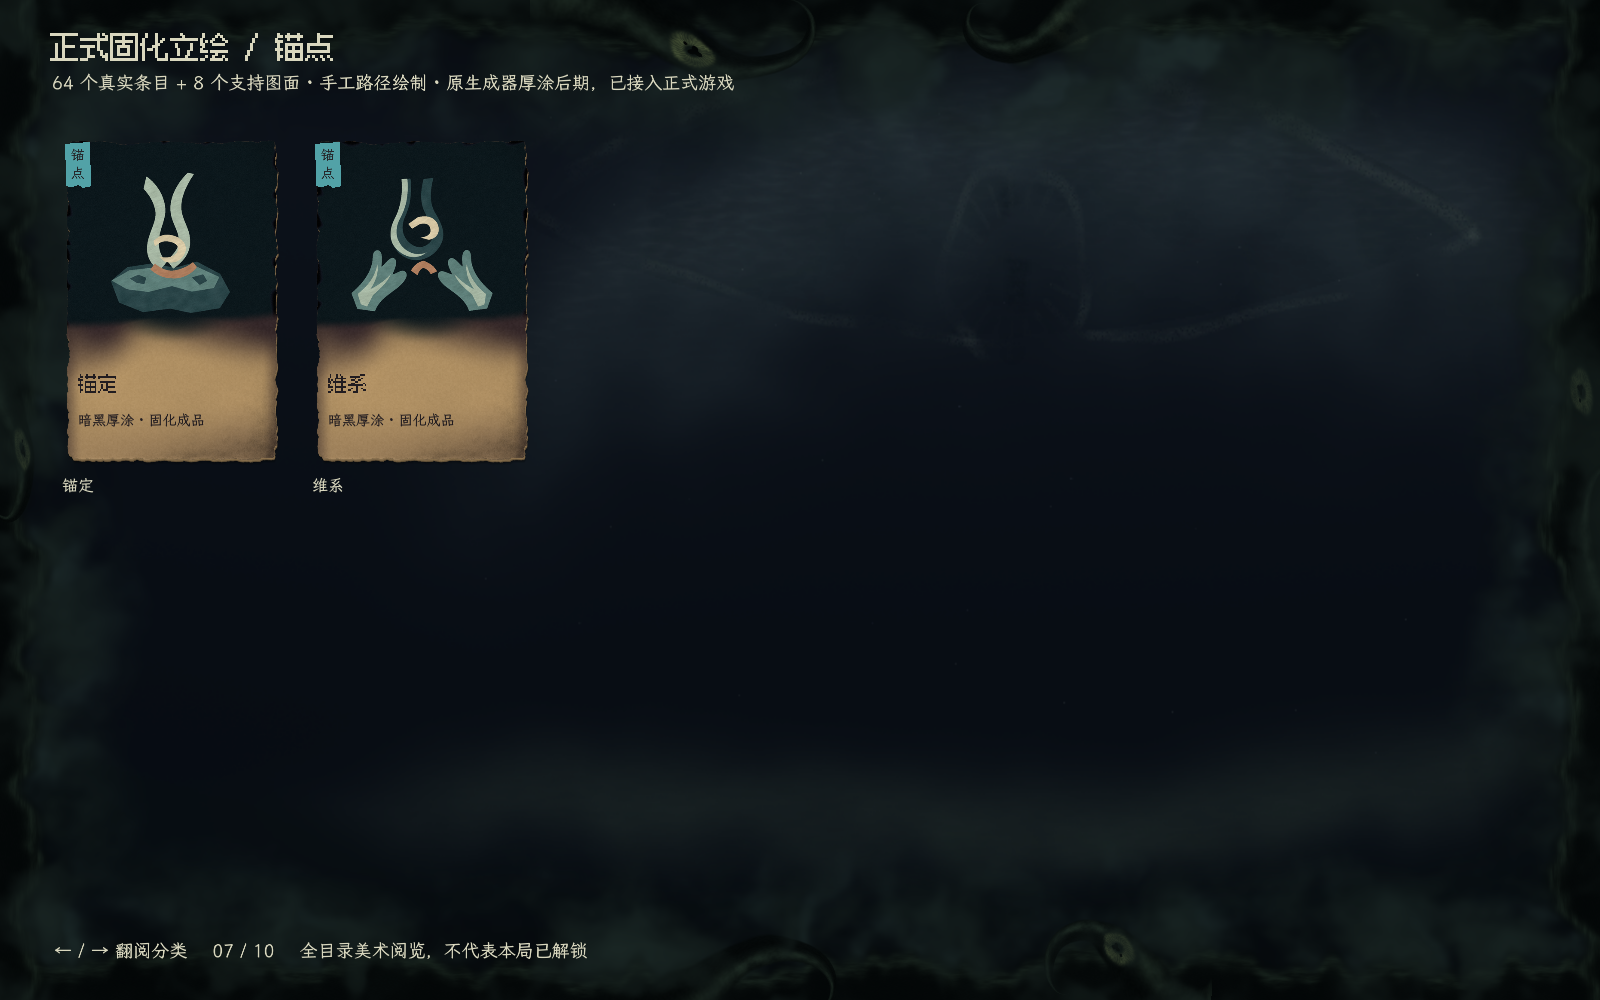 正式固化立绘 / 锚点
64 个真实条目 + 8 个支持图面・手工路径绘制・原生成器厚涂后期，已接入正式游戏
锚点
锚点
锚定
维系
暗黑厚涂・固化成品
暗黑厚涂・固化成品
锚定
维系
← / → 翻阅分类 07 / 10 全目录美术阅览，不代表本局已解锁